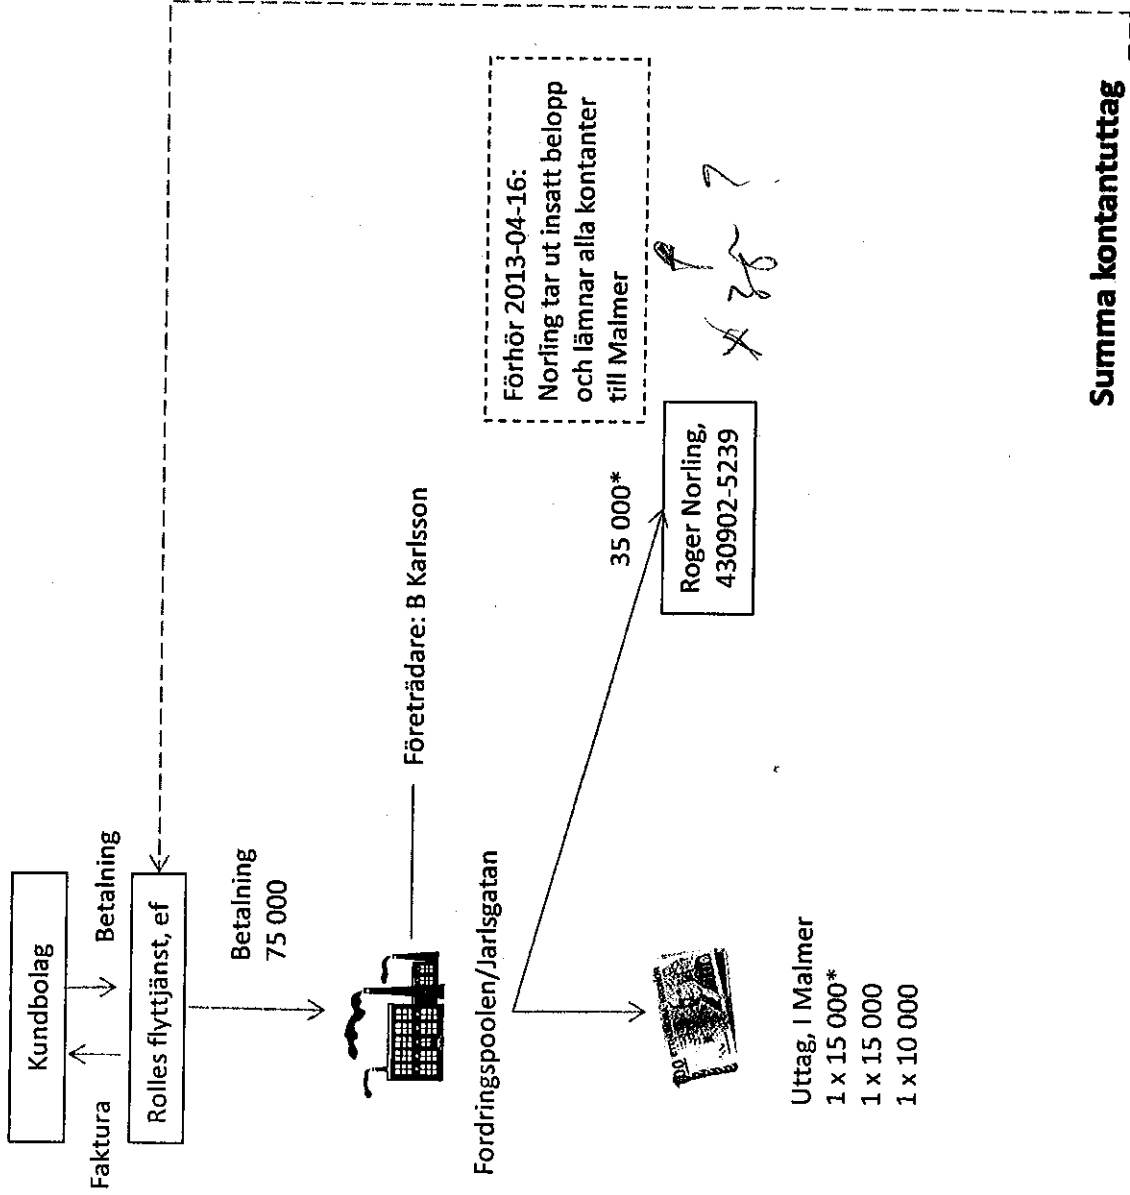 Kundbolag
Faktura
Betalning
Rolles flyttjänst, ef
Betalning
75 000
Företrädare: B Karlsson
Fordringspoolen/Jarlsgatan
Förhör 2013-04-16:
Norling tar ut insatt belopp
och lämnar alla kontanter
till Malmer
35 000*
Roger Norling,
430902-5239
Uttag, I Malmer
1 x 15 000*
1 x 15 000
1 x 10 000
Summa kontantuttag